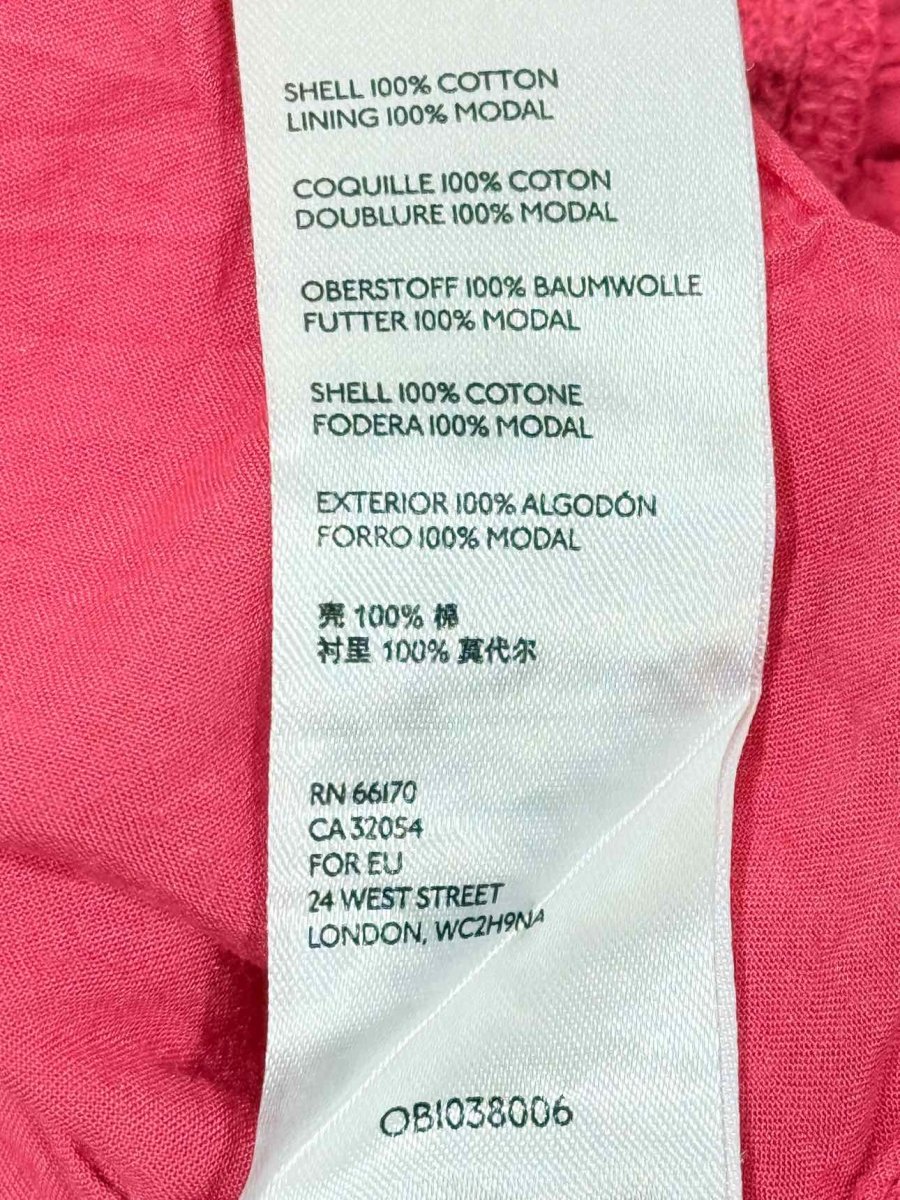 SHELL 100% COTTON
LINING 100% MODAL
COQUILLE 100% COTON
DOUBLURE 100% MODAL
OBERSTOFF 100% BAUMWOLLE
FUTTER 100% MODAL
SHELL 100% COTONE
FODERA 100% MODAL
EXTERIOR 100% ALGODÓN
FORRO 100% MODAL
壳 100% 棉
衬里 100% 莫代尔
RN 66170
CA 32054
FOR EU
24 WEST STREET
LONDON, WC2H9NA
OB1038006